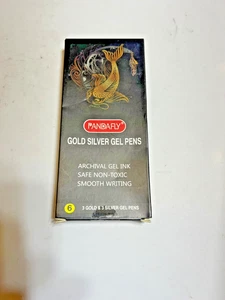 PANDAFLY
GOLD SILVER GEL PENS
ARCHIVAL GEL INK
SAFE NON-TOXIC
SMOOTH WRITING
6
3 GOLD & 3 SILVER GEL PENS